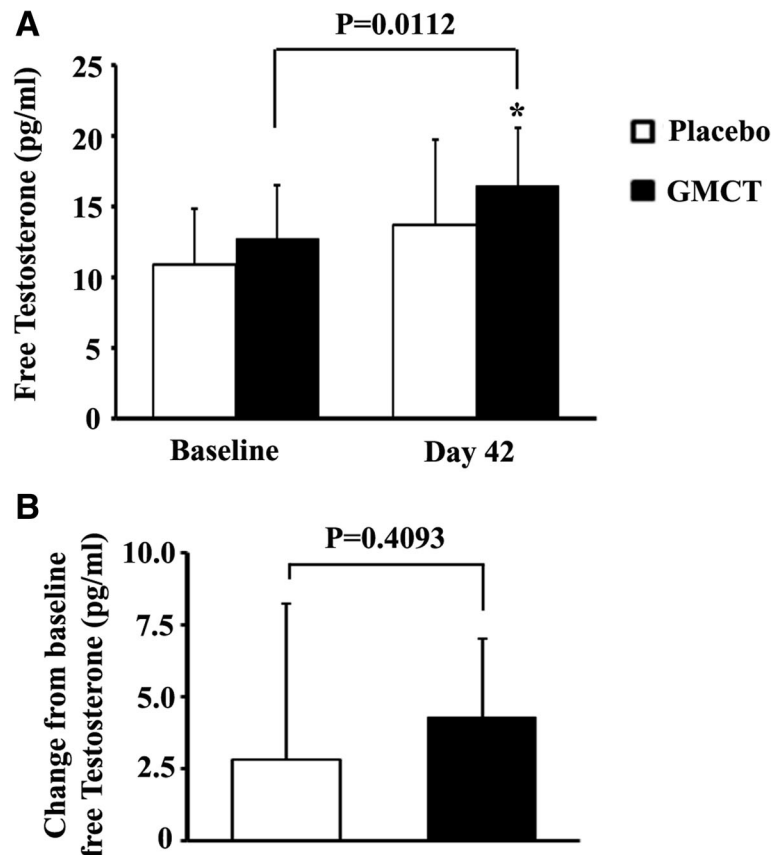 A
P=0.0112
Free Testosterone (pg/ml)
25
20
15
10
5
0
*
Placebo
GMCT
Baseline
Day 42
B
P=0.4093
Change from baseline
free Testosterone (pg/ml)
10.0
7.5
5.0
2.5
0